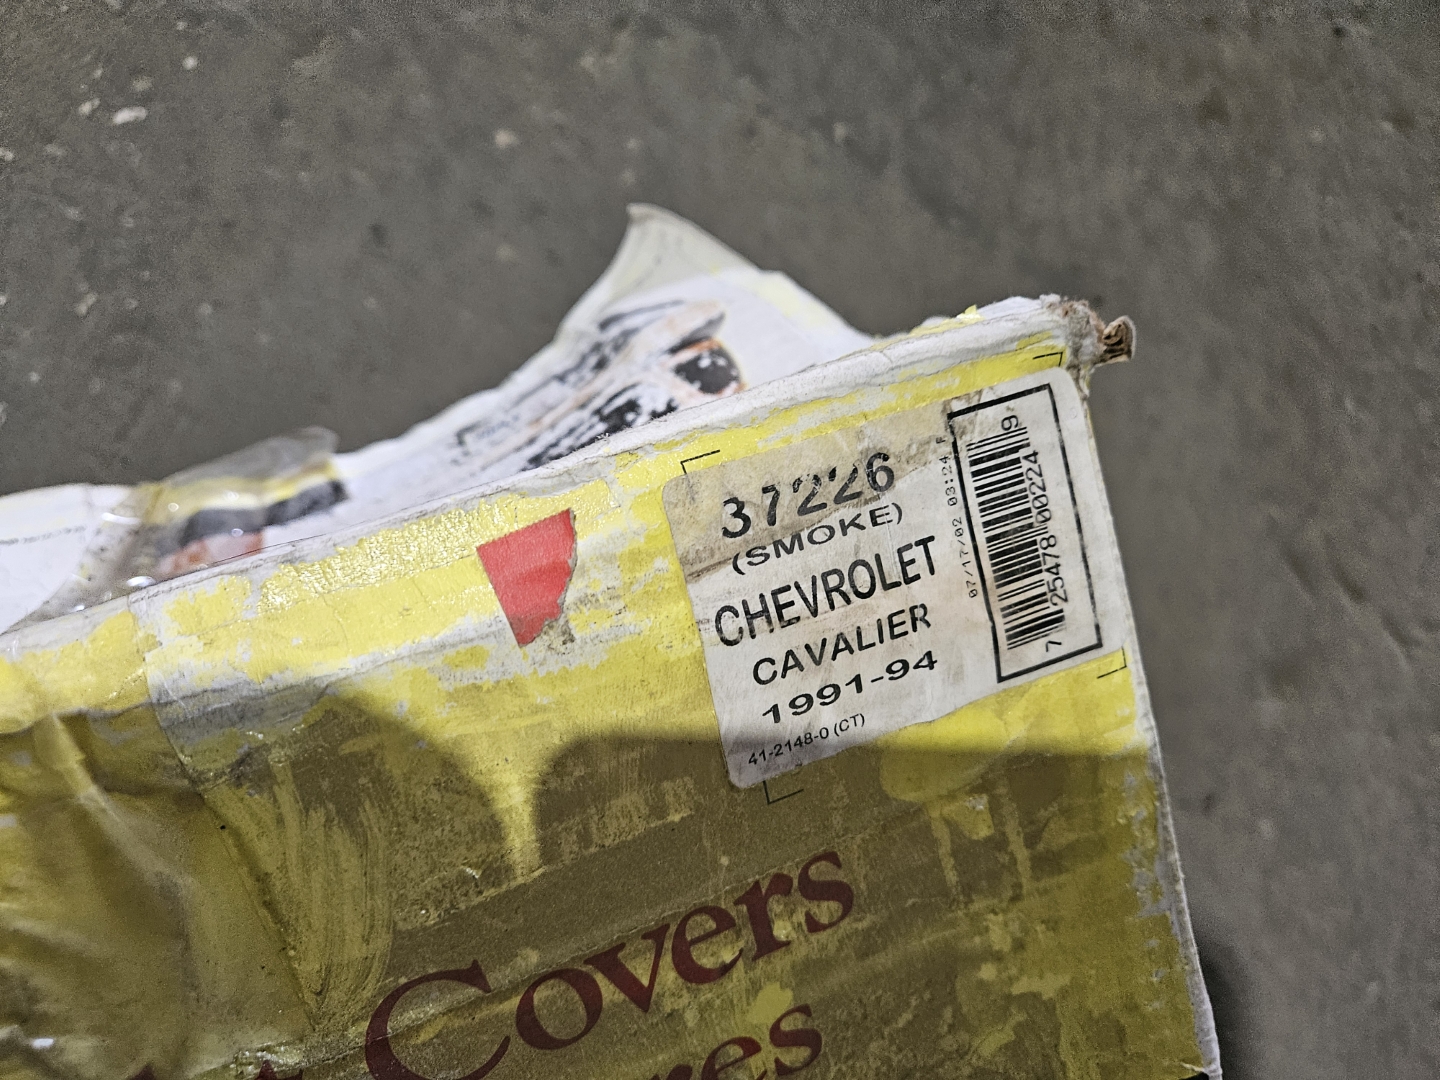 37226
(SMOKE)
CHEVROLET
CAVALIER
1991-94
41-2148-0 (CT)
07/17/02 03:24 F
7 25478 00224 9
Covers